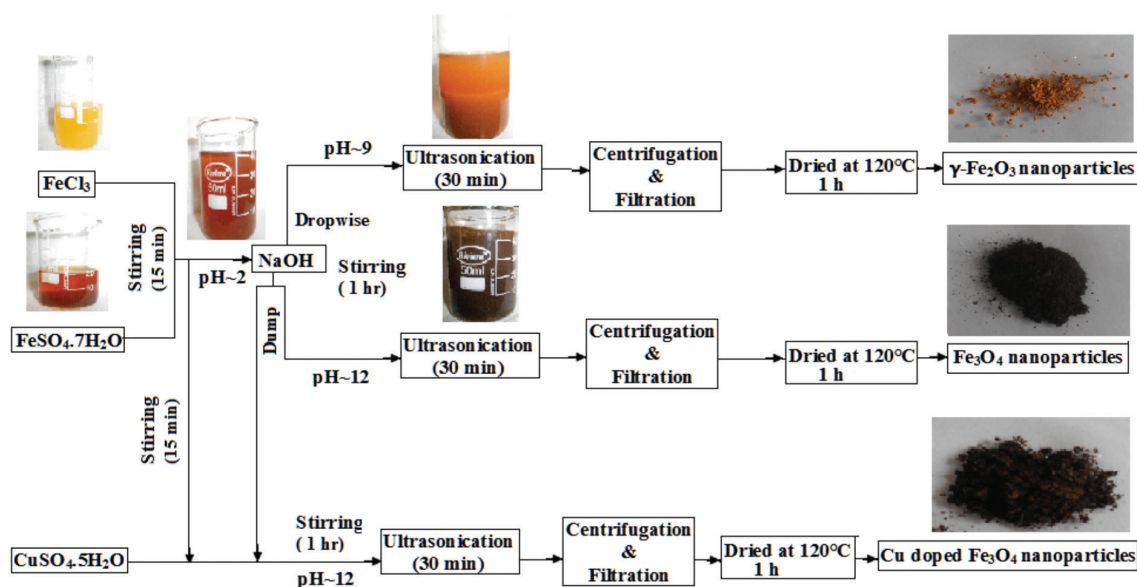 FeCl₃
FeSO₄.7H₂O
Stirring
(15 min)
pH~2
NaOH
50ml
Dropwise
Dump
pH~9
Ultrasonication
(30 min)
Centrifugation
&
Filtration
Dried at 120°C
1 h
γ-Fe₂O₃ nanoparticles
Stirring
( 1 hr)
50ml
pH~12
Ultrasonication
(30 min)
Centrifugation
&
Filtration
Dried at 120°C
1 h
Fe₃O₄ nanoparticles
Stirring
(15 min)
CuSO₄.5H₂O
Stirring
( 1 hr)
pH~12
Ultrasonication
(30 min)
Centrifugation
&
Filtration
Dried at 120°C
1 h
Cu doped Fe₃O₄ nanoparticles